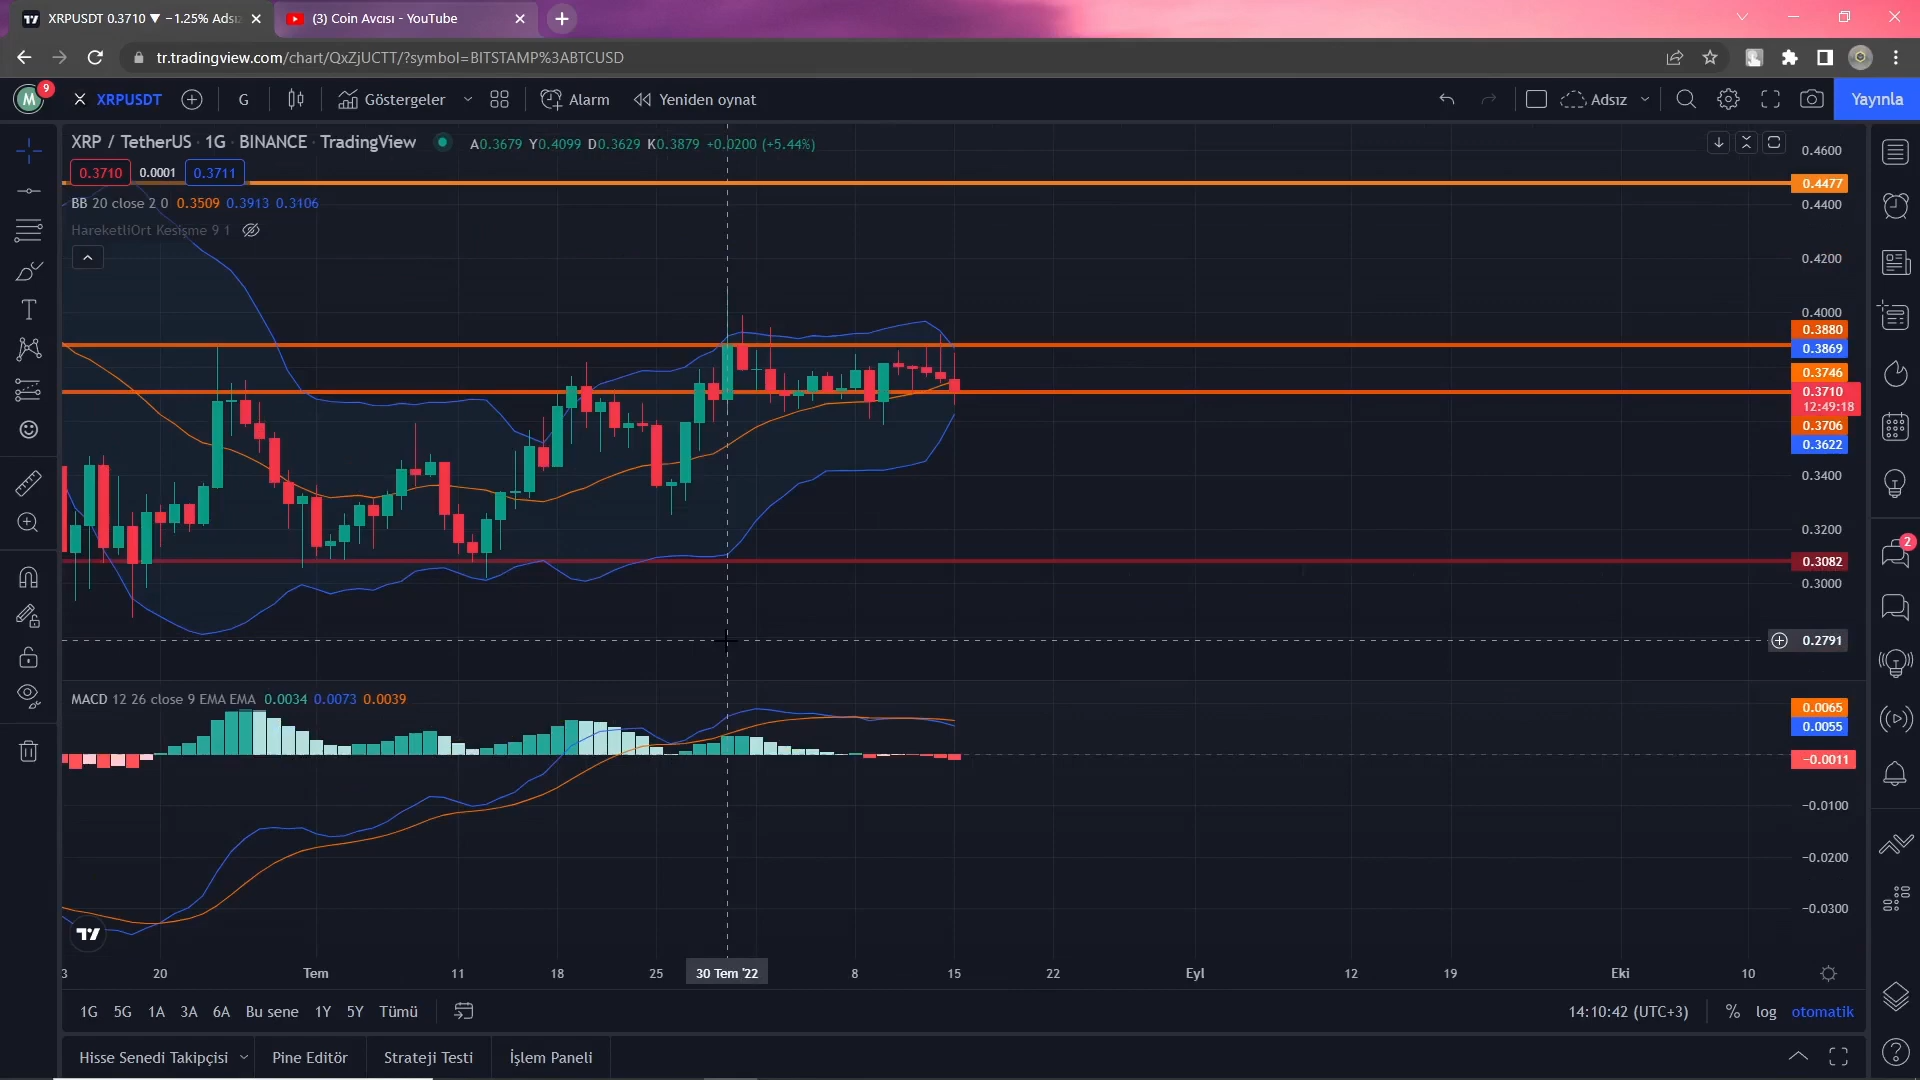 XRPUSDT 0.3710 ▼ −1.25% Adsı
(3) Coin Avcısı - YouTube
tr.tradingview.com/chart/QxZjUCTT/?symbol=BITSTAMP%3ABTCUSD
M 9 XRPUSDT G Göstergeler Alarm Yeniden oynat Adsız Yayınla
XRP / TetherUS · 1G · BINANCE · TradingView A0.3679 Y0.4099 D0.3629 K0.3879 +0.0200 (+5.44%)
0.3710 0.0001 0.3711
BB 20 close 2 0 0.3509 0.3913 0.3106
HareketliOrt Kesişme 9 1
0.4600
0.4477
0.4400
0.4200
0.4000
0.3880
0.3869
0.3746
0.3710
12:49:18
0.3706
0.3622
0.3400
0.3200
0.3082
0.3000
0.2791
2
MACD 12 26 close 9 EMA EMA 0.0034 0.0073 0.0039
0.0065
0.0055
−0.0011
−0.0100
−0.0200
−0.0300
3 20 Tem 11 18 25 30 Tem '22 8 15 22 Eyl 12 19 Eki 10
1G 5G 1A 3A 6A Bu sene 1Y 5Y Tümü 14:10:42 (UTC+3) % log otomatik
Hisse Senedi Takipçisi Pine Editör Strateji Testi İşlem Paneli